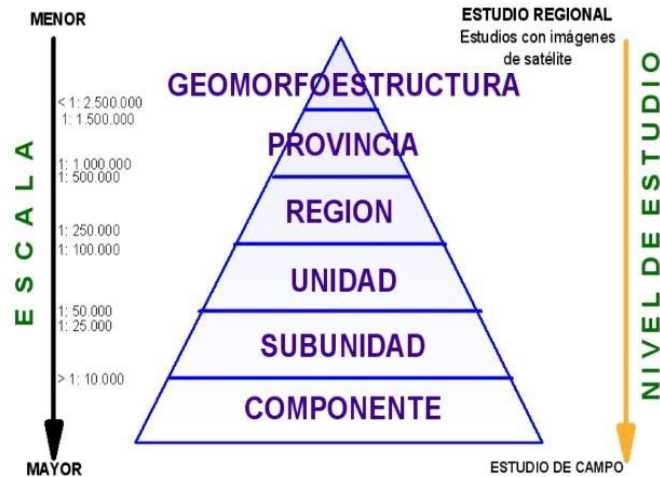 MENOR
ESTUDIO REGIONAL
Estudios con imágenes
de satélite
GEOMORFOESTRUCTURA
< 1: 2.500.000
1: 1.500.000
PROVINCIA
1: 1.000.000
1: 500.000
REGION
1: 250.000
1: 100.000
UNIDAD
1: 50.000
1: 25.000
SUBUNIDAD
> 1: 10.000
COMPONENTE
MAYOR
ESTUDIO DE CAMPO
ESCALA
NIVEL DE ESTUDIO